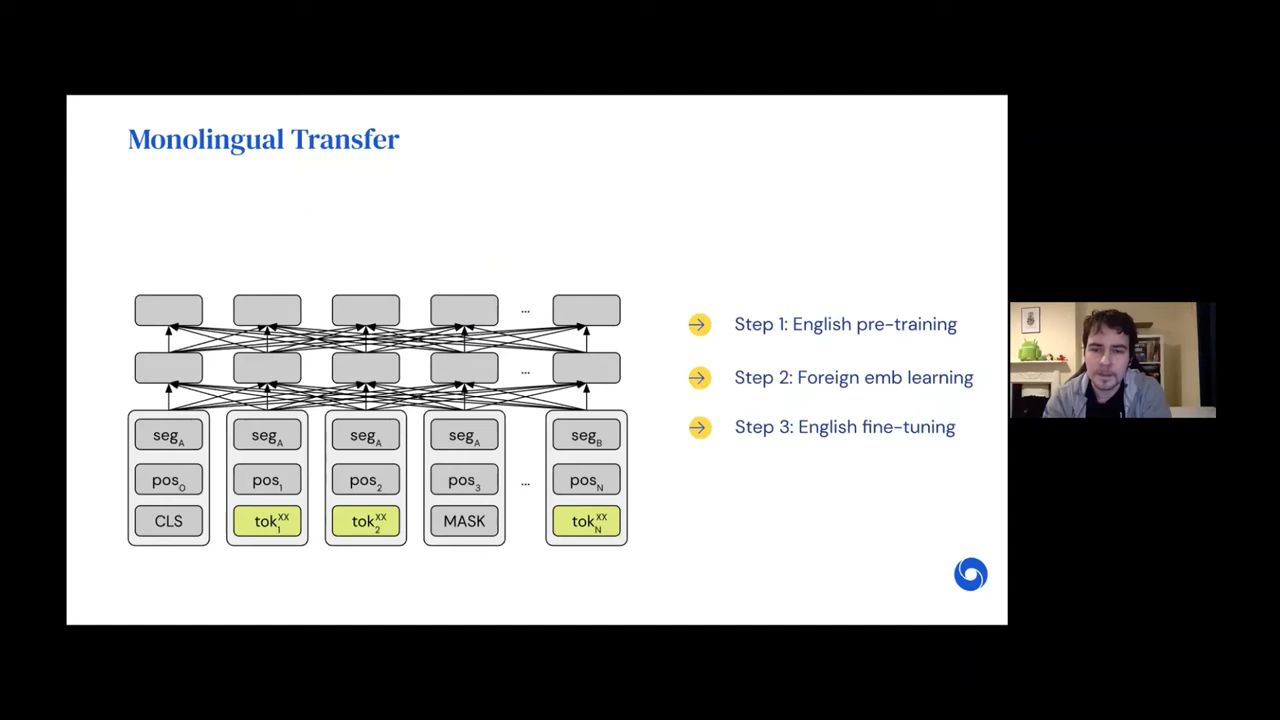 Monolingual Transfer
...
...
seg_A seg_A seg_A seg_A seg_B
pos_0 pos_1 pos_2 pos_3 ... pos_N
CLS tok_1^XX tok_2^XX MASK tok_N^XX
Step 1: English pre-training
Step 2: Foreign emb learning
Step 3: English fine-tuning